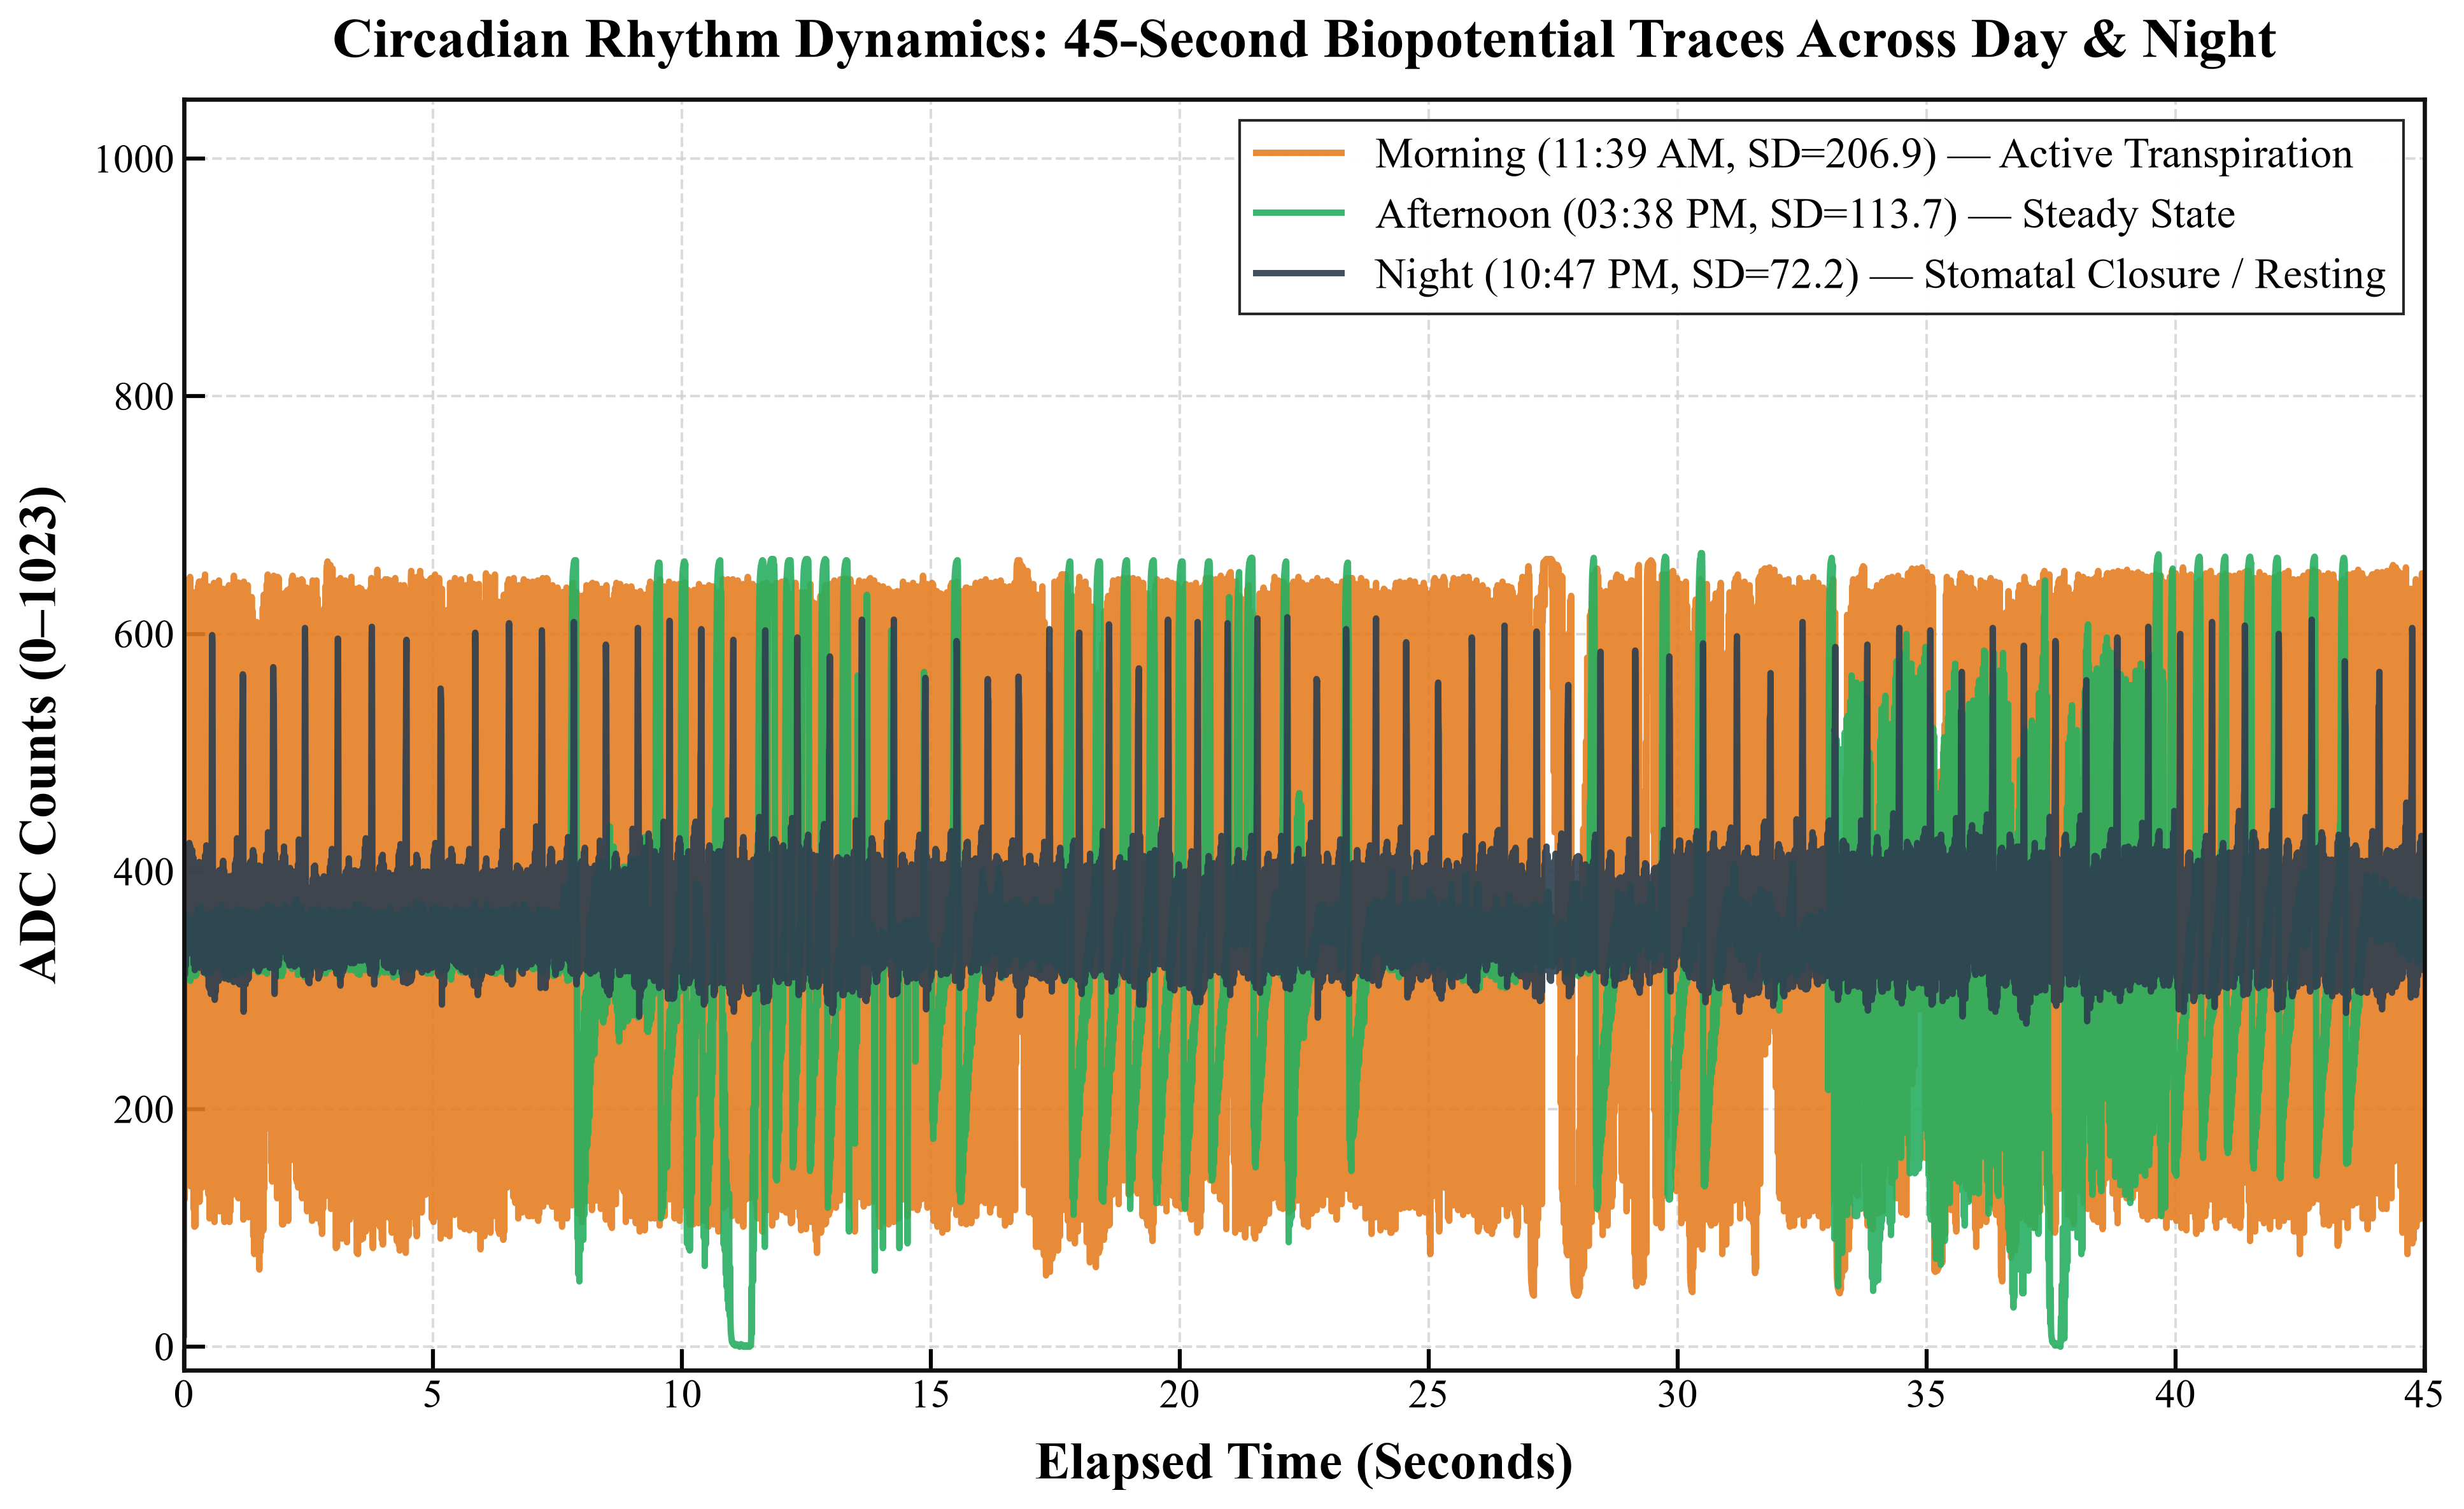 Circadian Rhythm Dynamics: 45-Second Biopotential Traces Across Day & Night
Morning (11:39 AM, SD=206.9) — Active Transpiration
Afternoon (03:38 PM, SD=113.7) — Steady State
Night (10:47 PM, SD=72.2) — Stomatal Closure / Resting
ADC Counts (0–1023)
1000
800
600
400
200
0
0 5 10 15 20 25 30 35 40 45
Elapsed Time (Seconds)